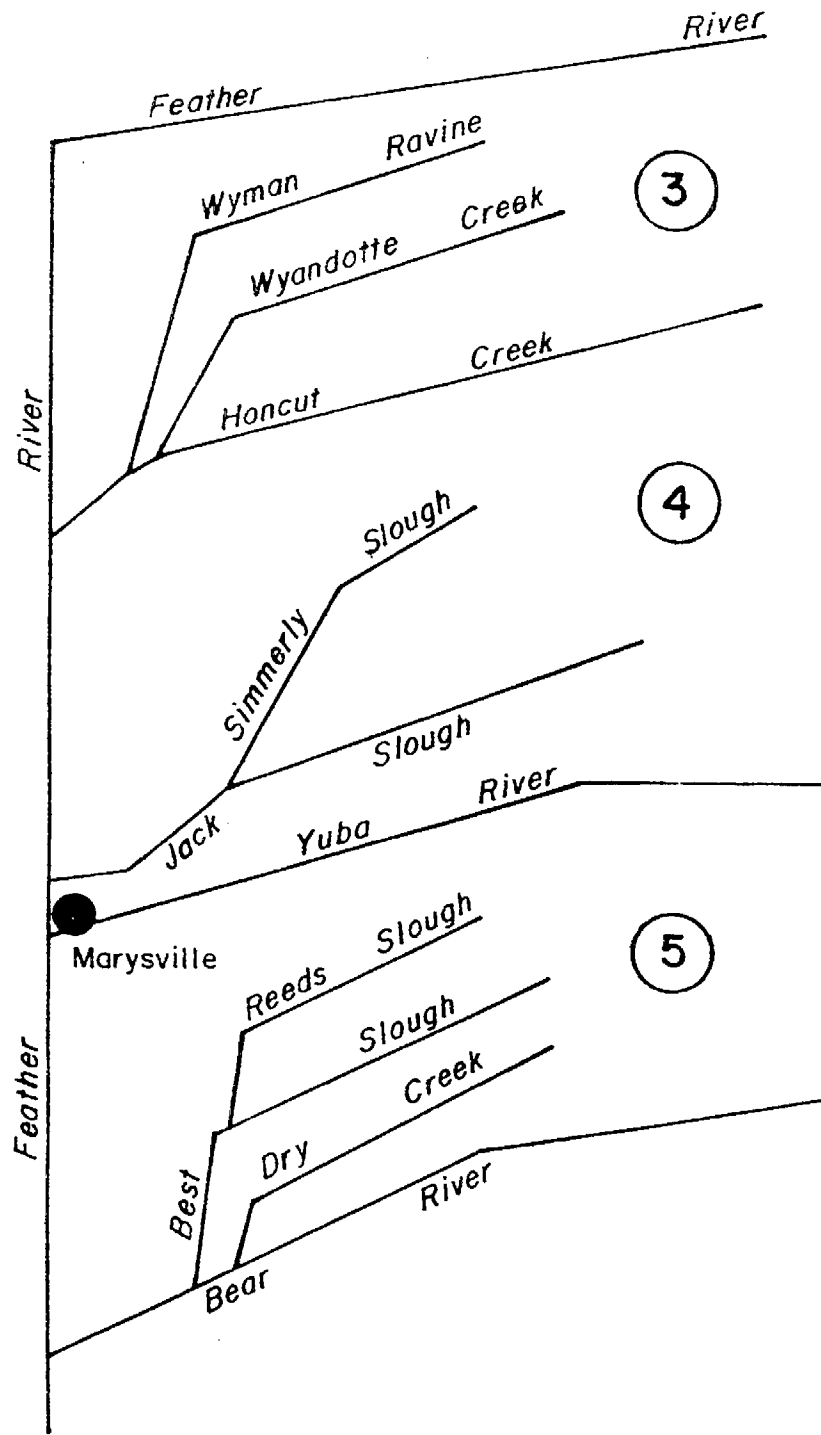 Feather River
Wyman Ravine
3
Wyandotte Creek
Honcut Creek
River
4
Simmerly Slough
Jack Slough
Yuba River
Marysville
5
Reeds Slough
Best Slough
Dry Creek
Feather
Bear River